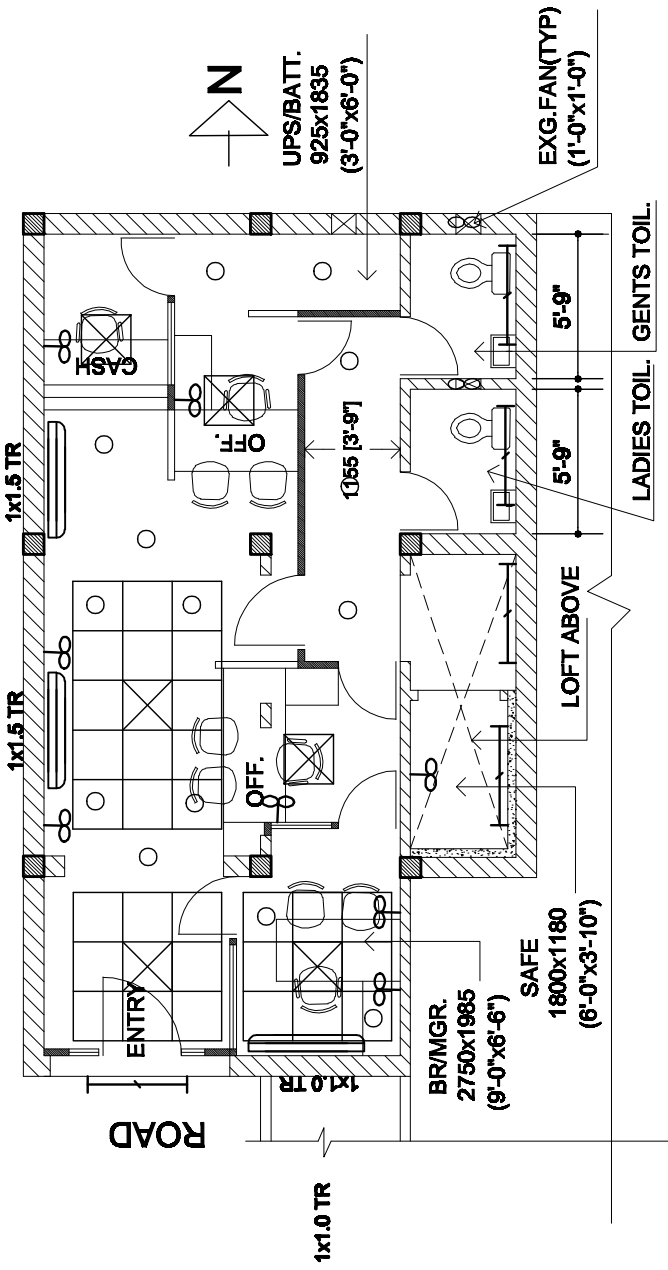 N
UPS/BATT.
925x1835
(3'-0"x6'-0")
EXG.FAN(TYP)
(1'-0"x1'-0")
CASH
OFF.
1155 [3'-9"]
5'-9"
GENTS TOIL.
5'-9"
LADIES TOIL.
1x1.5 TR
1x1.5 TR
OFF.
LOFT ABOVE
SAFE
1800x1180
(6'-0"x3'-10")
BR/MGR.
2750x1985
(9'-0"x6'-6")
ENTRY
ROAD
1x1.0 TR
1x1.0 TR